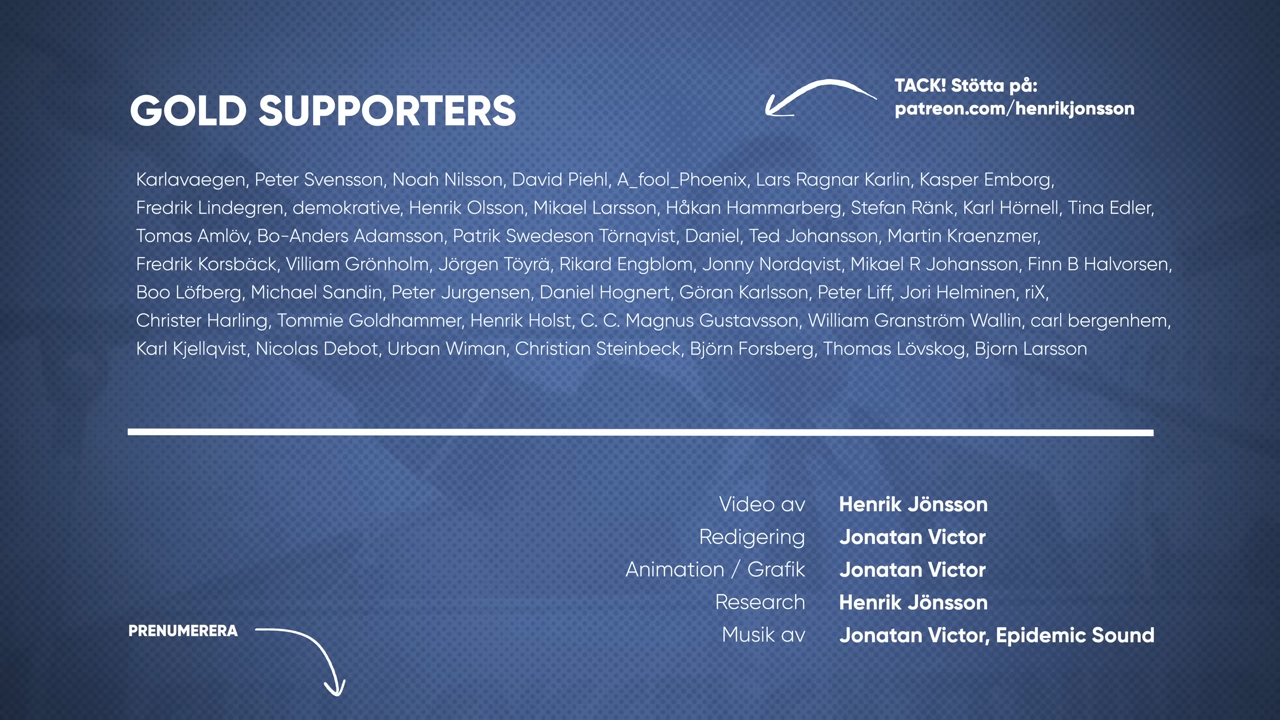 GOLD SUPPORTERS
TACK! Stötta på:
patreon.com/henrikjonsson
Karlavaegen, Peter Svensson, Noah Nilsson, David Piehl, A_fool_Phoenix, Lars Ragnar Karlin, Kasper Emborg,
Fredrik Lindegren, demokrative, Henrik Olsson, Mikael Larsson, Håkan Hammarberg, Stefan Ränk, Karl Hörnell, Tina Edler,
Tomas Amlöv, Bo-Anders Adamsson, Patrik Swedeson Törnqvist, Daniel, Ted Johansson, Martin Kraenzmer,
Fredrik Korsbäck, Villiam Grönholm, Jörgen Töyrä, Rikard Engblom, Jonny Nordqvist, Mikael R Johansson, Finn B Halvorsen,
Boo Löfberg, Michael Sandin, Peter Jurgensen, Daniel Hognert, Göran Karlsson, Peter Liff, Jori Helminen, riX,
Christer Harling, Tommie Goldhammer, Henrik Holst, C. C. Magnus Gustavsson, William Granström Wallin, carl bergenhem,
Karl Kjellqvist, Nicolas Debot, Urban Wiman, Christian Steinbeck, Björn Forsberg, Thomas Lövskog, Bjorn Larsson
Video av Henrik Jönsson
Redigering Jonatan Victor
Animation / Grafik Jonatan Victor
Research Henrik Jönsson
Musik av Jonatan Victor, Epidemic Sound
PRENUMERERA